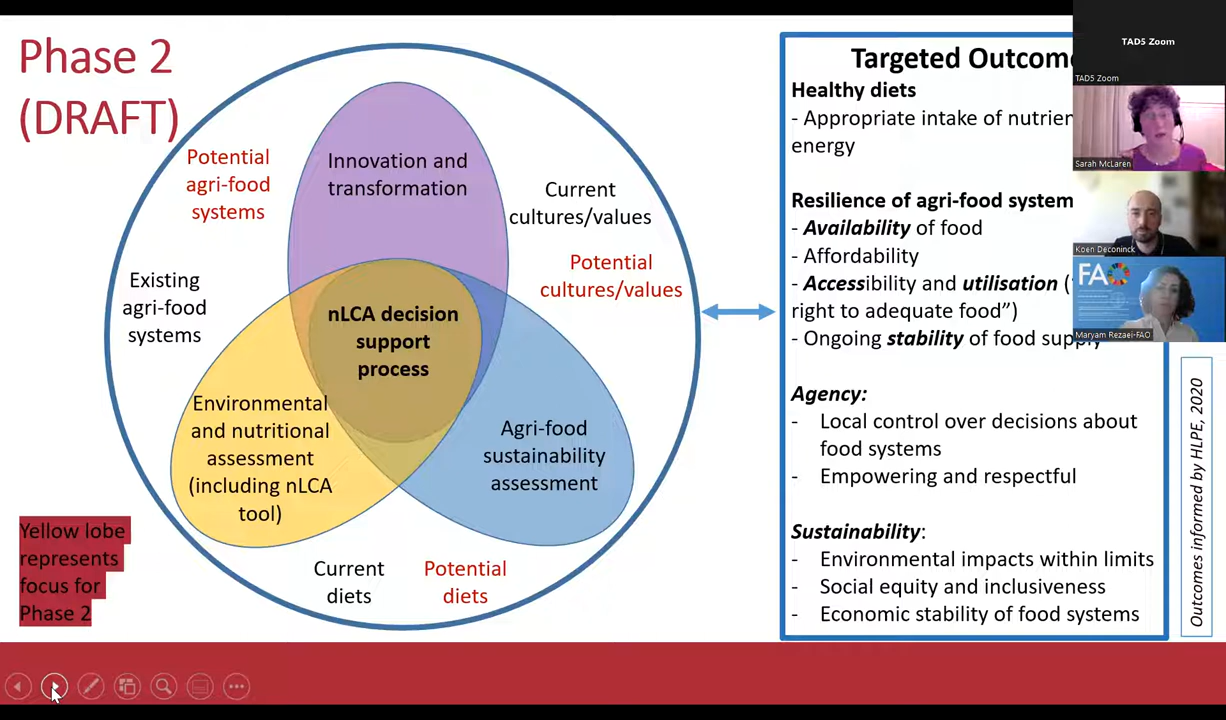 Phase 2
(DRAFT)
Potential
agri-food
systems
Innovation and
transformation
Current
cultures/values
Potential
cultures/values
Existing
agri-food
systems
nLCA decision
support
process
Environmental
and nutritional
assessment
(including nLCA
tool)
Agri-food
sustainability
assessment
Yellow lobe
represents
focus for
Phase 2
Current
diets
Potential
diets
Targeted
Healthy diets
- Appropriate intake of
energy
Resilience of agri-food system
- Availability of food
- Affordability
- Accessibility and utilisation
right to adequate food”)
- Ongoing stability of food supply
Agency:
- Local control over decisions about
food systems
- Empowering and respectful
Sustainability:
- Environmental impacts within limits
- Social equity and inclusiveness
- Economic stability of food systems
Outcomes informed by HLPE, 2020
TAD5 Zoom
TAD5 Zoom
Sarah McLaren
Koen Deconinck
FAO
Maryam Rezaei-FAO